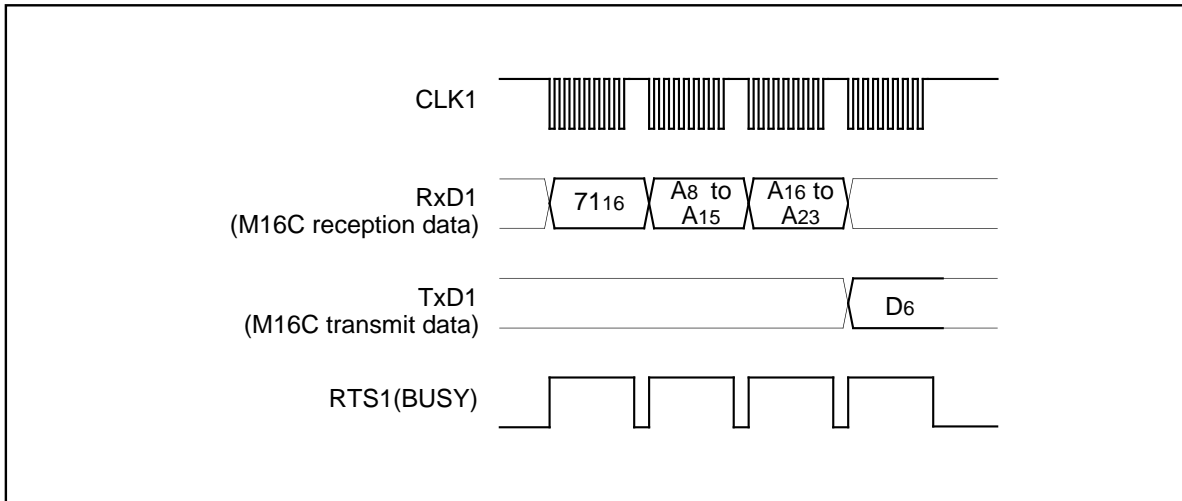 CLK1
RxD1
(M16C reception data)
7116
A8 to
A15
A16 to
A23
TxD1
(M16C transmit data)
D6
RTS1(BUSY)